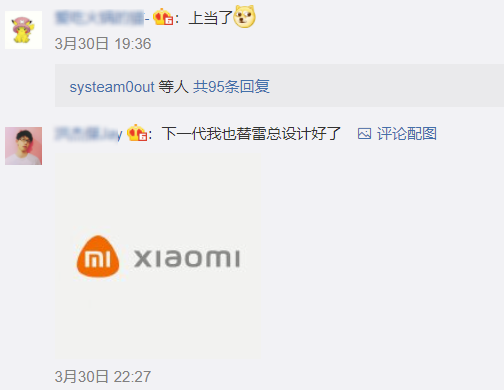 - : 上当了
3月30日 19:36
systeam0out 等人 共95条回复
y : 下一代我也替雷总设计好了 评论配图
mi xiaomi
3月30日 22:27